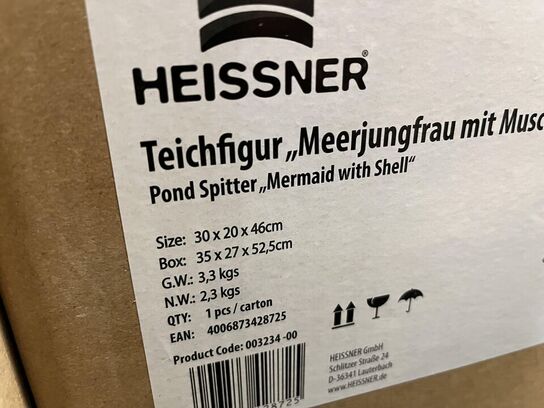 HEISSNER®
Teichfigur „Meerjungfrau mit Musc
Pond Spitter „Mermaid with Shell“
Size: 30 x 20 x 46cm
Box: 35 x 27 x 52,5cm
G.W.: 3,3 kgs
N.W.: 2,3 kgs
QTY: 1 pcs / carton
EAN: 4006873428725
Product Code: 003234 -00
HEISSNER GmbH
Schlitzer Straße 24
D-36341 Lauterbach
www.HEISSNER.de
28725